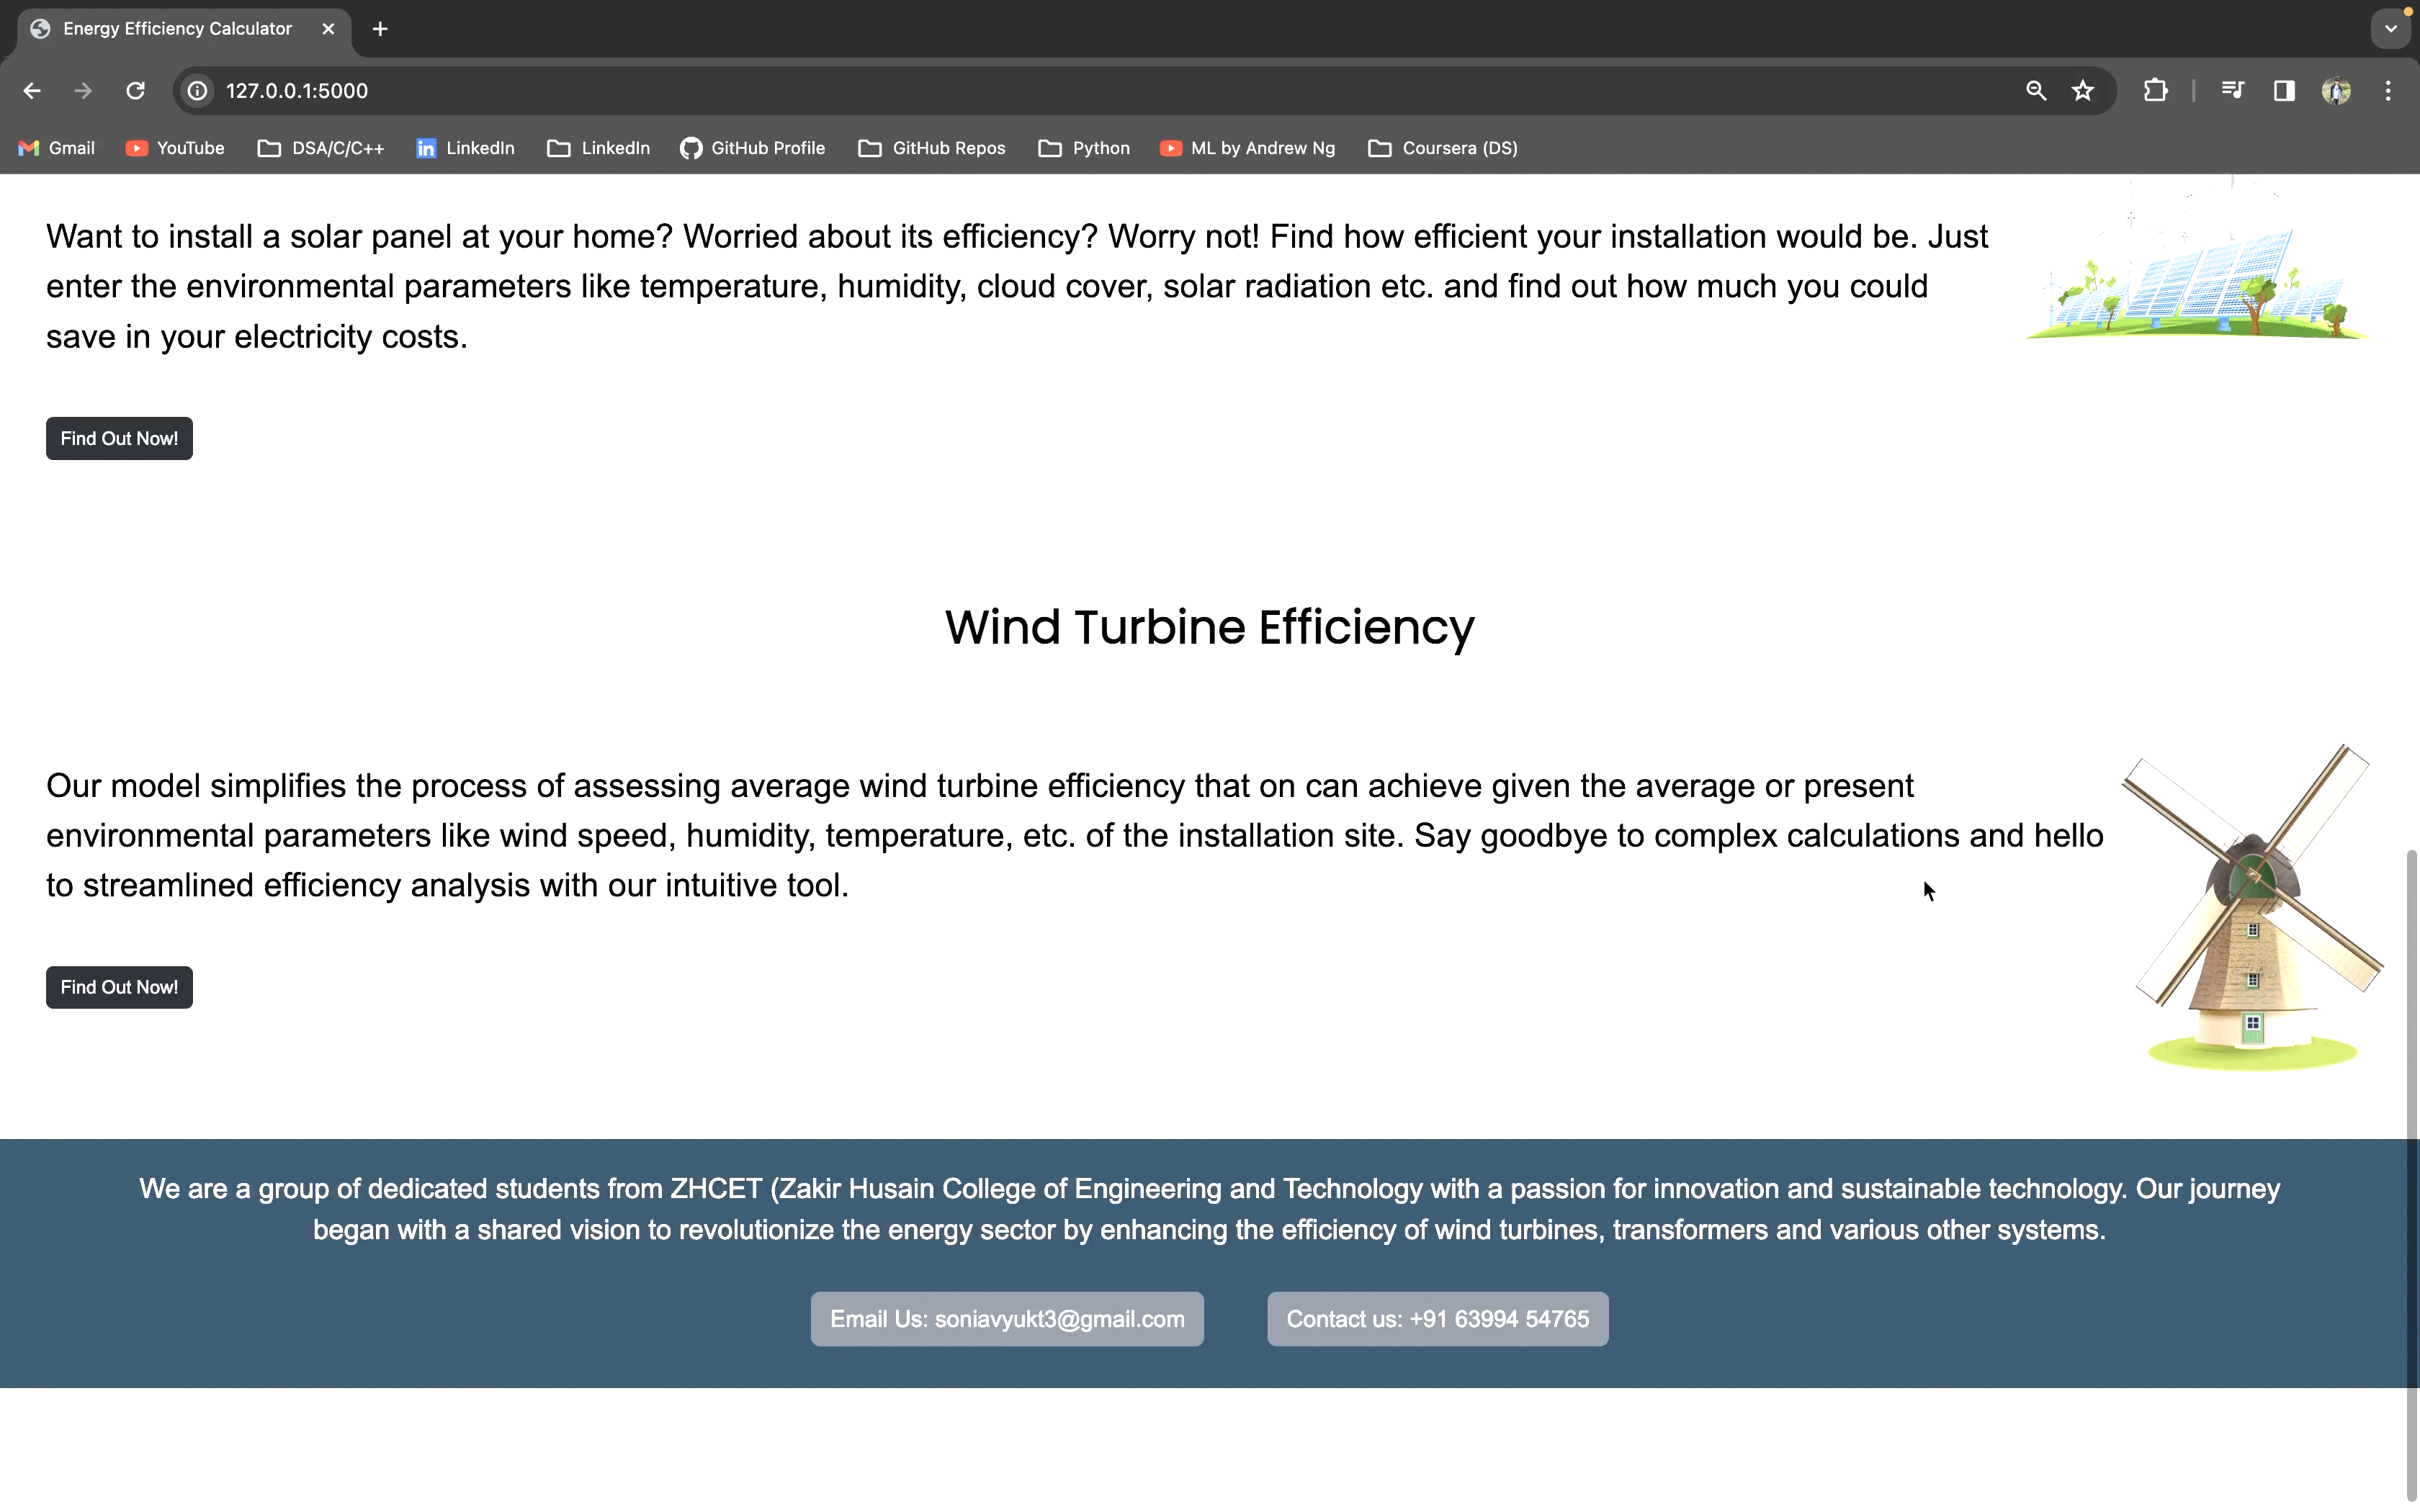 Energy Efficiency Calculator
127.0.0.1:5000
Gmail YouTube DSA/C/C++ LinkedIn LinkedIn GitHub Profile GitHub Repos Python ML by Andrew Ng Coursera (DS)
Want to install a solar panel at your home? Worried about its efficiency? Worry not! Find how efficient your installation would be. Just
enter the environmental parameters like temperature, humidity, cloud cover, solar radiation etc. and find out how much you could
save in your electricity costs.
Find Out Now!
Wind Turbine Efficiency
Our model simplifies the process of assessing average wind turbine efficiency that on can achieve given the average or present
environmental parameters like wind speed, humidity, temperature, etc. of the installation site. Say goodbye to complex calculations and hello
to streamlined efficiency analysis with our intuitive tool.
Find Out Now!
We are a group of dedicated students from ZHCET (Zakir Husain College of Engineering and Technology with a passion for innovation and sustainable technology. Our journey
began with a shared vision to revolutionize the energy sector by enhancing the efficiency of wind turbines, transformers and various other systems.
Email Us: soniavyukt3@gmail.com Contact us: +91 63994 54765